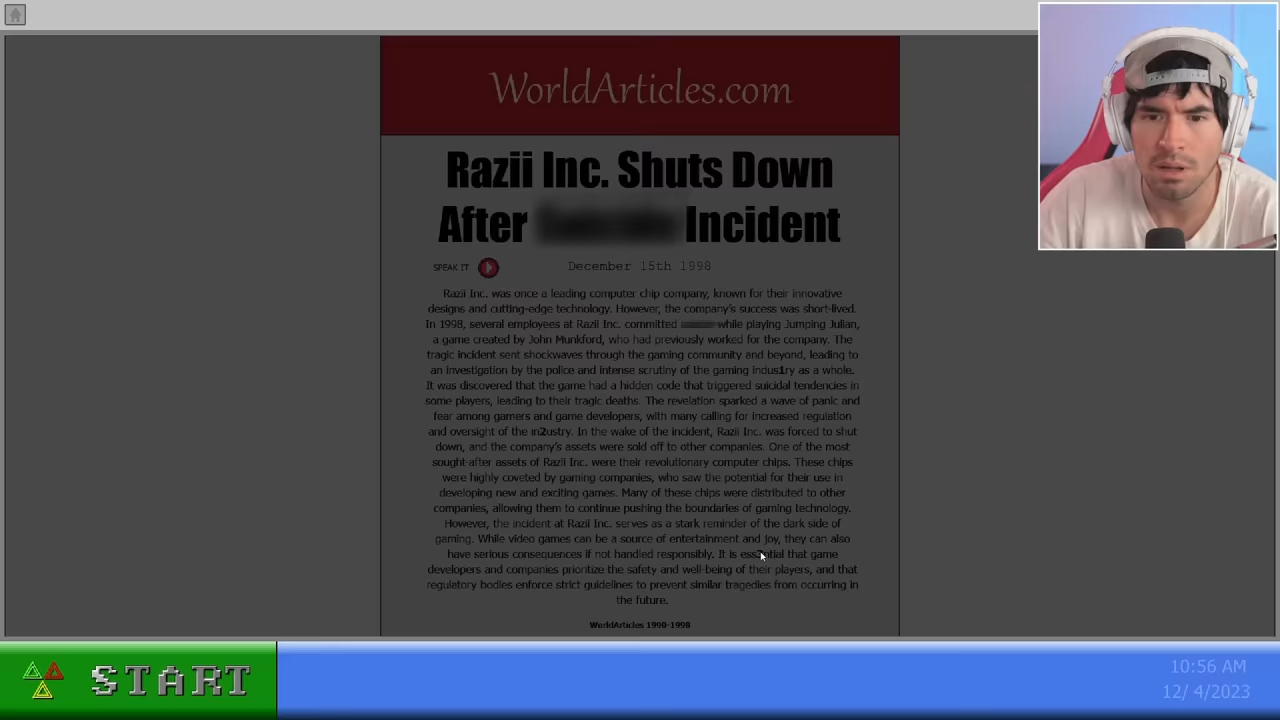 WorldArticles.com
Razii Inc. Shuts Down
After Incident
SPEAK IT
December 15th 1998
Razii Inc. was once a leading computer chip company, known for their innovative
designs and cutting-edge technology. However, the company's success was short-lived.
In 1998, several employees at Razii Inc. committed while playing Jumping Julian,
a game created by John Munkford, who had previously worked for the company. The
tragic incident sent shockwaves through the gaming community and beyond, leading to
an investigation by the police and intense scrutiny of the gaming indus1ry as a whole.
It was discovered that the game had a hidden code that triggered suicidal tendencies in
some players, leading to their tragic deaths. The revelation sparked a wave of panic and
fear among gamers and game developers, with many calling for increased regulation
and oversight of the in2ustry. In the wake of the incident, Razii Inc. was forced to shut
down, and the company's assets were sold off to other companies. One of the most
sought-after assets of Razii Inc. were their revolutionary computer chips. These chips
were highly coveted by gaming companies, who saw the potential for their use in
developing new and exciting games. Many of these chips were distributed to other
companies, allowing them to continue pushing the boundaries of gaming technology.
However, the incident at Razii Inc. serves as a stark reminder of the dark side of
gaming. While video games can be a source of entertainment and joy, they can also
have serious consequences if not handled responsibly. It is that game
developers and companies prioritize the safety and well-being of their players, and that
regulatory bodies enforce strict guidelines to prevent similar tragedies from occurring in
the future.
WorldArticles 1990-1998
START
10:56 AM
12/ 4/2023